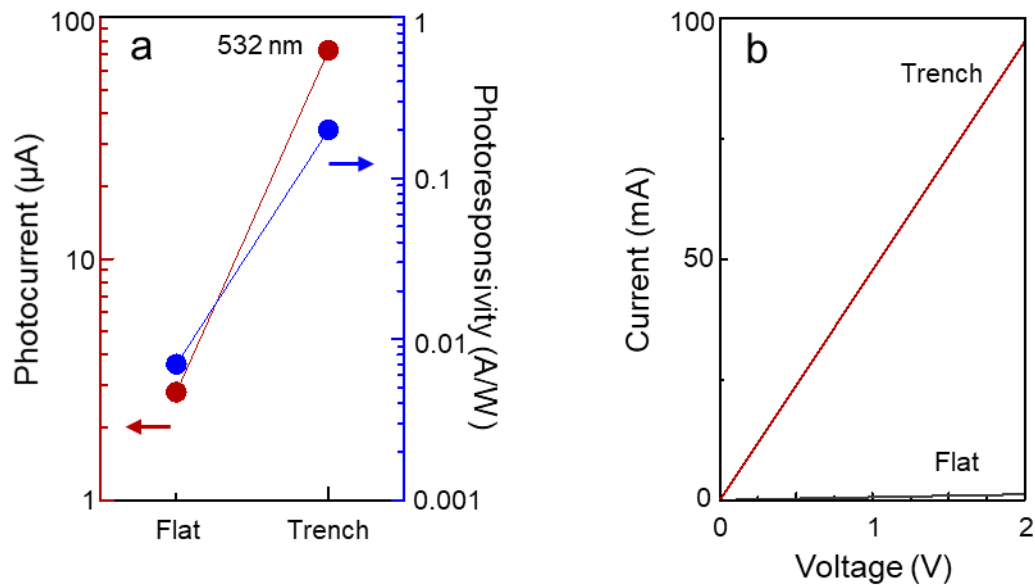 a
532 nm
Photocurrent (µA)
100
10
1
Flat
Trench
1
0.1
0.01
0.001
Photoresponsivity (A/W)
b
Trench
Flat
Current (mA)
100
50
0
0
1
2
Voltage (V)